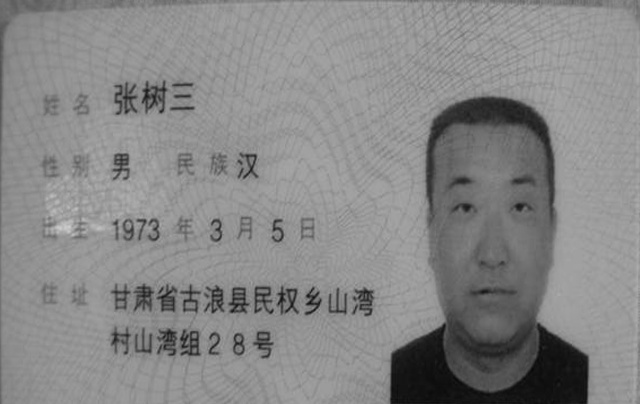 姓名 张树三
性别 男 民族 汉
出生 1973 年 3 月 5 日
住址 甘肃省古浪县民权乡山湾
村山湾组28号